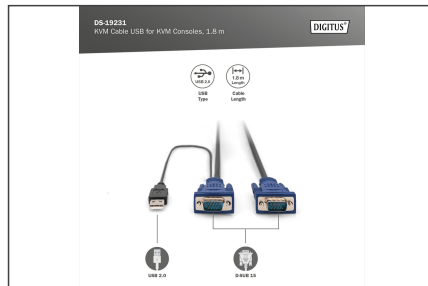 DS-19231
KVM Cable USB for KVM Consoles, 1.8 m
DIGITUS®
USB 2.0
1.8 m
Length
USB
Type
Cable
Length
USB 2.0
D-SUB 15